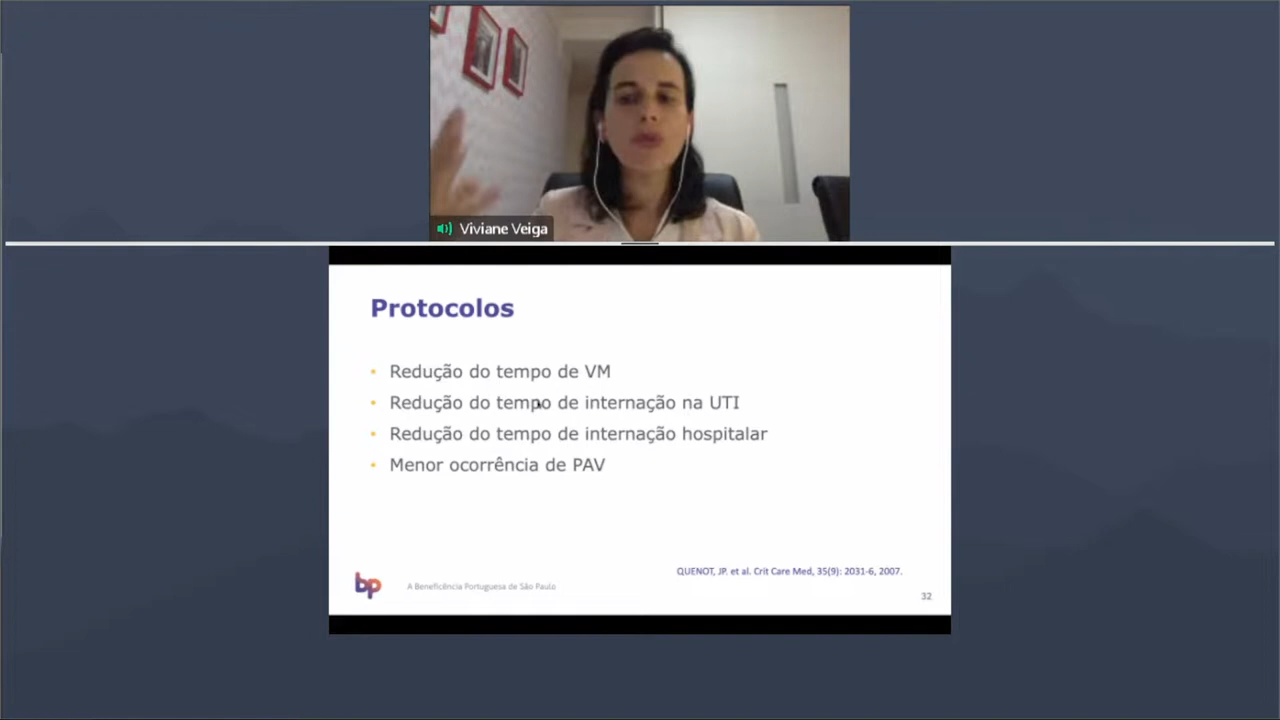 Viviane Veiga
Protocolos
• Redução do tempo de VM
• Redução do tempo de internação na UTI
• Redução do tempo de internação hospitalar
• Menor ocorrência de PAV
QUENOT, JP. et al. Crit Care Med, 35(9): 2031-6, 2007.
bp
A Beneficência Portuguesa de São Paulo
32